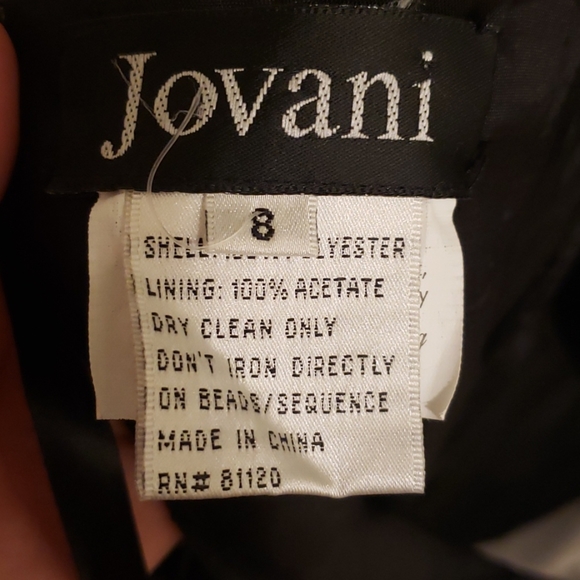 Jovani
8
SHELL: POLYESTER
LINING: 100% ACETATE
DRY CLEAN ONLY
DON'T IRON DIRECTLY
ON BEADS/SEQUENCE
MADE IN CHINA
RN# 81120